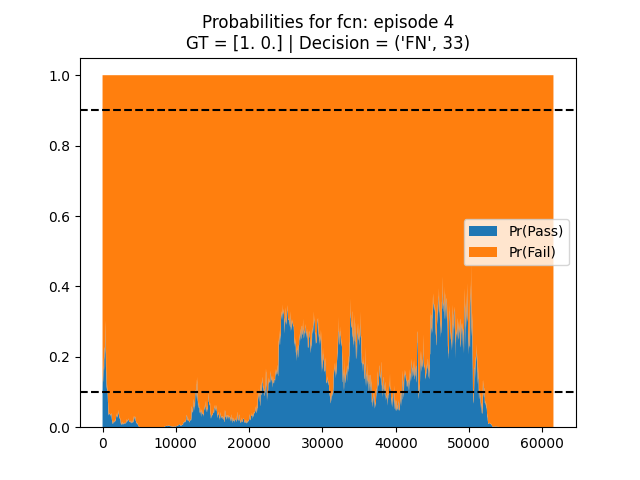 Probabilities for fcn: episode 4
GT = [1. 0.] | Decision = ('FN', 33)
1.0
0.8
0.6
0.4
0.2
0.0
Pr(Pass)
Pr(Fail)
0 10000 20000 30000 40000 50000 60000